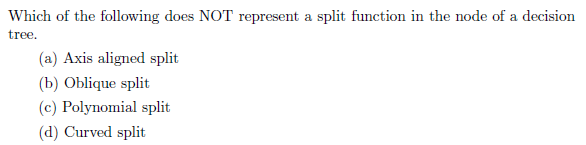 Which of the following does NOT represent a split function in the node of a decision
tree.
(a) Axis aligned split
(b) Oblique split
(c) Polynomial split
(d) Curved split